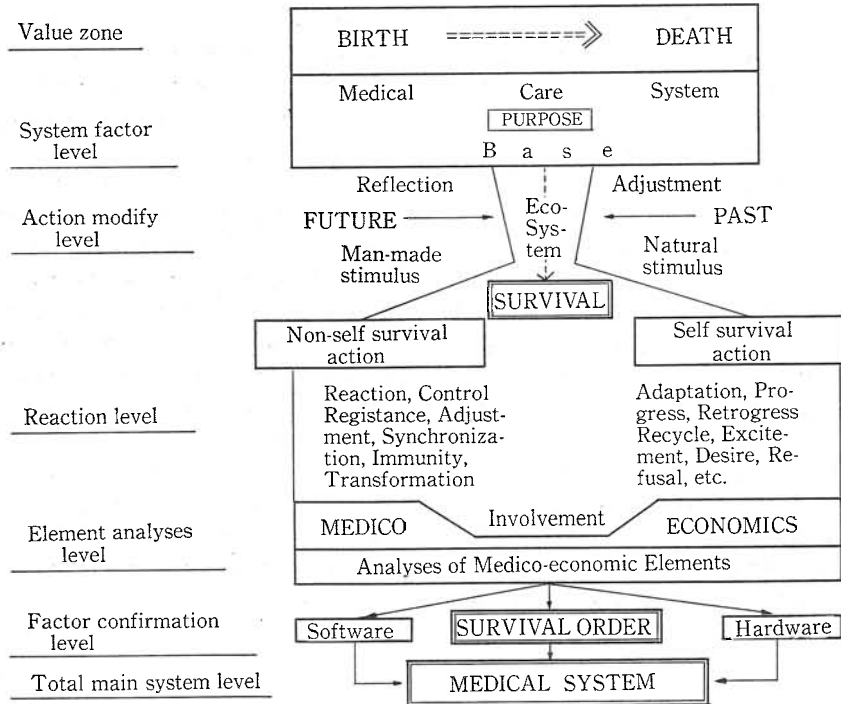 Value zone
BIRTH DEATH
Medical Care System
PURPOSE
System factor
level
B a s e
Reflection Adjustment
Action modify
level
FUTURE
Eco-
Sys-
tem
PAST
Man-made
stimulus
Natural
stimulus
SURVIVAL
Non-self survival
action
Self survival
action
Reaction level
Reaction, Control
Registance, Adjust-
ment, Synchroniza-
tion, Immunity,
Transformation
Adaptation, Pro-
gress, Retrogress
Recycle, Excite-
ment, Desire, Re-
fusal, etc.
Element analyses
level
MEDICO Involvement ECONOMICS
Analyses of Medico-economic Elements
Factor confirmation
level
Software SURVIVAL ORDER Hardware
Total main system level
MEDICAL SYSTEM